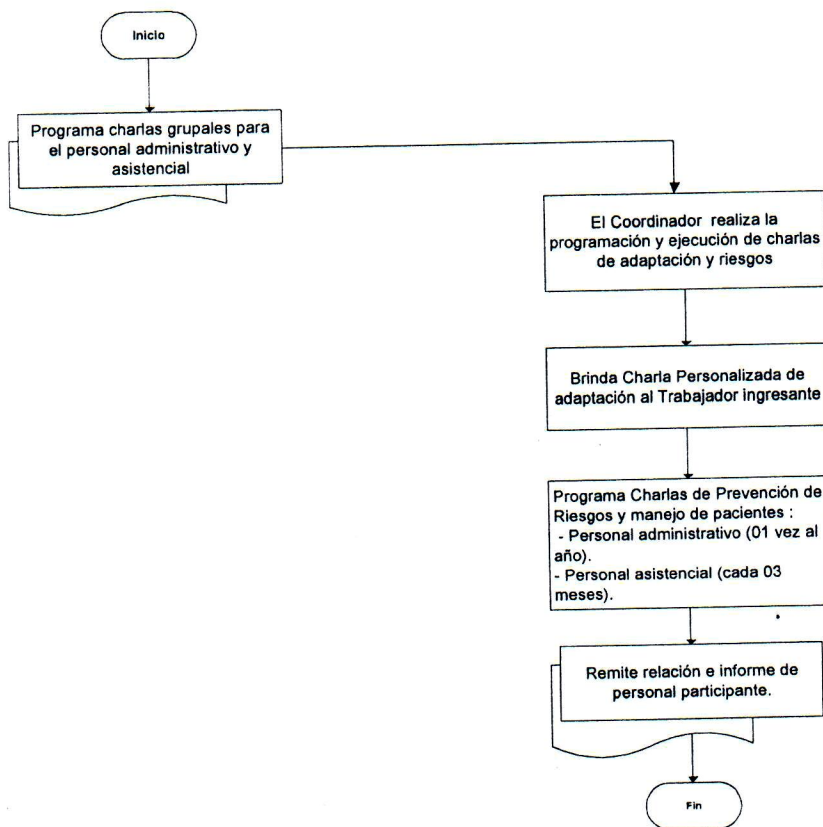 Inicio
Programa charlas grupales para
el personal administrativo y
asistencial
El Coordinador realiza la
programación y ejecución de charlas
de adaptación y riesgos
Brinda Charla Personalizada de
adaptación al Trabajador ingresante
Programa Charlas de Prevención de
Riesgos y manejo de pacientes :
- Personal administrativo (01 vez al
año).
- Personal asistencial (cada 03
meses).
Remite relación e informe de
personal participante.
Fin